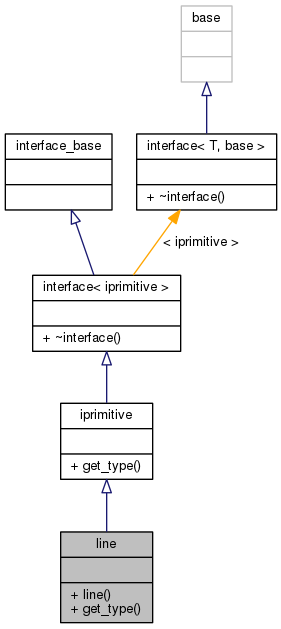 base
interface_base
interface< T, base >
+ ~interface()
< iprimitive >
interface< iprimitive >
+ ~interface()
iprimitive
+ get_type()
line
+ line()
+ get_type()